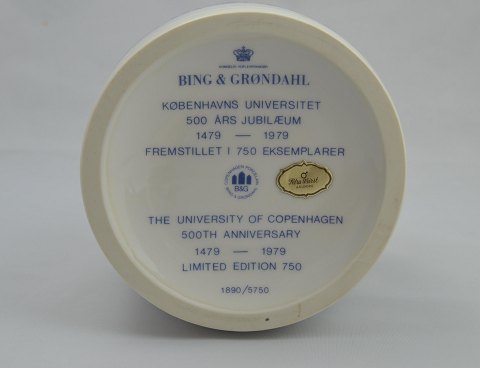 BING & GRØNDAHL
KØBENHAVNS UNIVERSITET
500 ÅRS JUBILÆUM
1479 — 1979
FREMSTILLET I 750 EKSEMPLARER
B&G
THE UNIVERSITY OF COPENHAGEN
500TH ANNIVERSARY
1479 — 1979
LIMITED EDITION 750
1890/5750